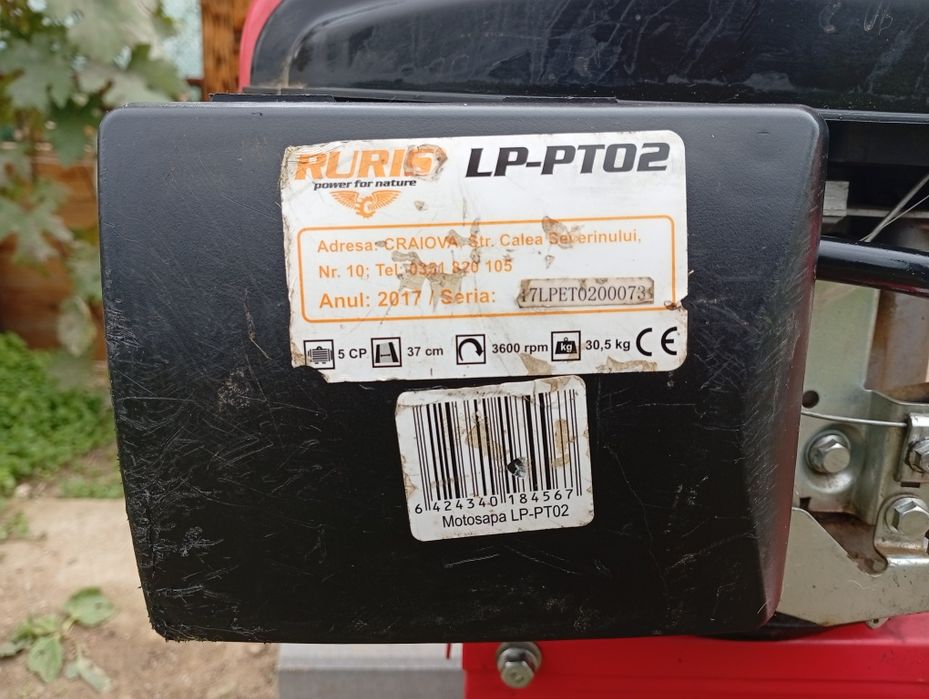 RURIS LP-PT02
power for nature
Adresa: CRAIOVA, Str. Calea Severinului,
Nr. 10; Tel. 0351 820 105
Anul: 2017 / Seria: 17LPET0200073
5 CP 37 cm 3600 rpm kg 30,5 kg CE
6 424340 184567
Motosapa LP-PT02